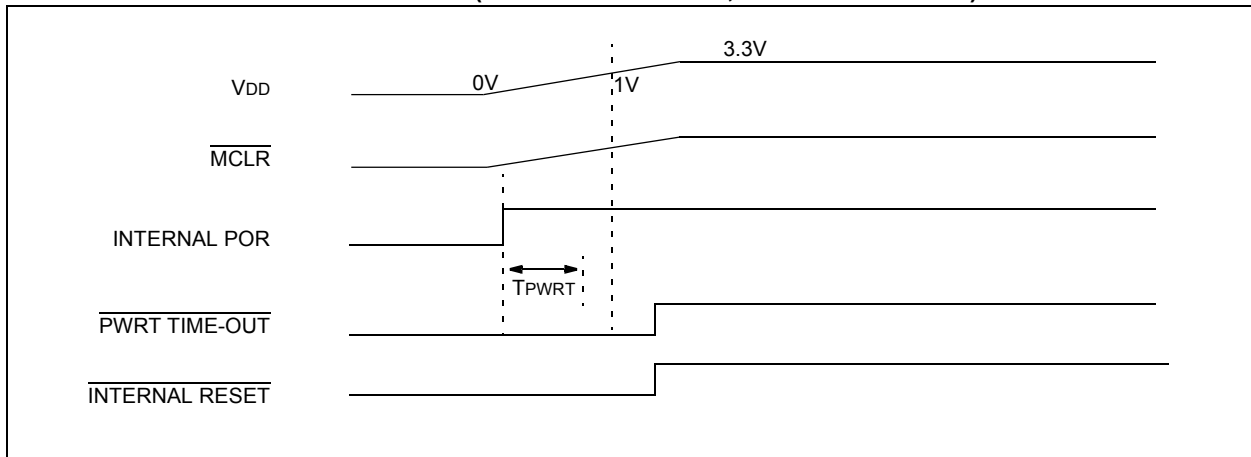 3.3V
VDD
0V
1V
MCLR
INTERNAL POR
TPWRT
PWRT TIME-OUT
INTERNAL RESET